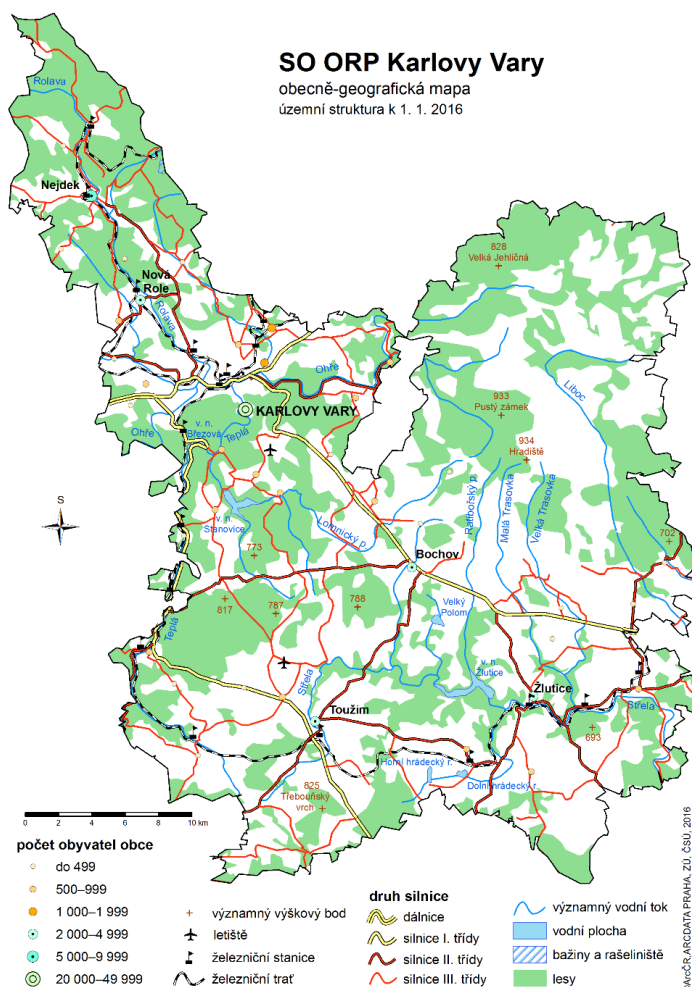 SO ORP Karlovy Vary
obecně-geografická mapa
územní struktura k 1. 1. 2016
Rolava
Nejdek
828
Velká Jehličná
Nová
Role
Rolava
Ohře
Liboc
933
Pustý zámek
KARLOVY VARY
v. n.
Březová
Teplá
Ohře
934
Hradiště
S
v. n.
Stanovice
Lomnický p.
Ratibořský p.
Malá Trasovka
Velká Trasovka
702
773
Bochov
817
787
788
Velký
Polom
Teplá
v. n.
Žlutice
Střela
Žlutice
Střela
Toužim
693
Horní hrádecký r.
Dolní hrádecký r.
825
Třebouňský
vrch
0 2 4 6 8 10 km
počet obyvatel obce
do 499
500–999
1 000–1 999
2 000–4 999
5 000–9 999
20 000–49 999
významný výškový bod
letiště
železniční stanice
železniční trať
druh silnice
dálnice
silnice I. třídy
silnice II. třídy
silnice III. třídy
významný vodní tok
vodní plocha
bažiny a rašeliniště
lesy
ArcČR, ARCDATA PRAHA, ZÚ, ČSÚ, 2016